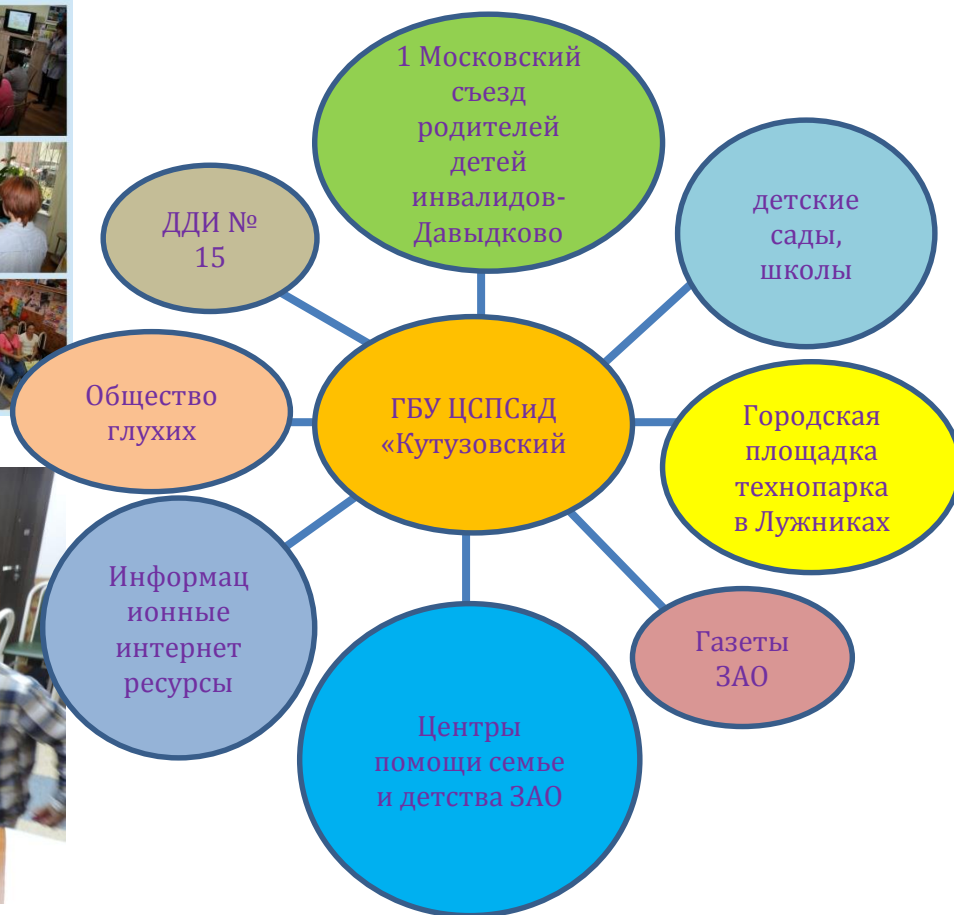 1 Московский
съезд
родителей
детей
инвалидов-
Давыдково
детские
сады,
школы
ДДИ №
15
Общество
глухих
ГБУ ЦСПСиД
«Кутузовский
Городская
площадка
технопарка
в Лужниках
Информац
ионные
интернет
ресурсы
Газеты
ЗАО
Центры
помощи семье
и детства ЗАО